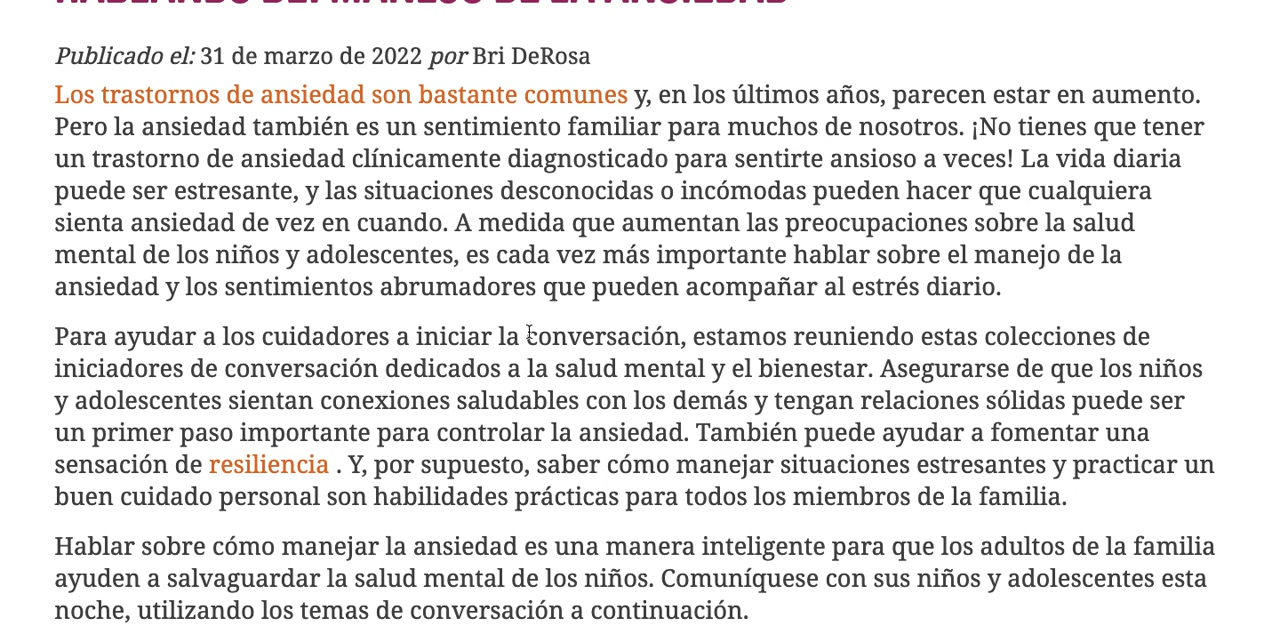 HABLANDO DEL MANEJO DE LA ANSIEDAD
Publicado el: 31 de marzo de 2022 por Bri DeRosa
Los trastornos de ansiedad son bastante comunes y, en los últimos años, parecen estar en aumento.
Pero la ansiedad también es un sentimiento familiar para muchos de nosotros. ¡No tienes que tener
un trastorno de ansiedad clínicamente diagnosticado para sentirte ansioso a veces! La vida diaria
puede ser estresante, y las situaciones desconocidas o incómodas pueden hacer que cualquiera
sienta ansiedad de vez en cuando. A medida que aumentan las preocupaciones sobre la salud
mental de los niños y adolescentes, es cada vez más importante hablar sobre el manejo de la
ansiedad y los sentimientos abrumadores que pueden acompañar al estrés diario.
Para ayudar a los cuidadores a iniciar la conversación, estamos reuniendo estas colecciones de
iniciadores de conversación dedicados a la salud mental y el bienestar. Asegurarse de que los niños
y adolescentes sientan conexiones saludables con los demás y tengan relaciones sólidas puede ser
un primer paso importante para controlar la ansiedad. También puede ayudar a fomentar una
sensación de resiliencia . Y, por supuesto, saber cómo manejar situaciones estresantes y practicar un
buen cuidado personal son habilidades prácticas para todos los miembros de la familia.
Hablar sobre cómo manejar la ansiedad es una manera inteligente para que los adultos de la familia
ayuden a salvaguardar la salud mental de los niños. Comuníquese con sus niños y adolescentes esta
noche, utilizando los temas de conversación a continuación.